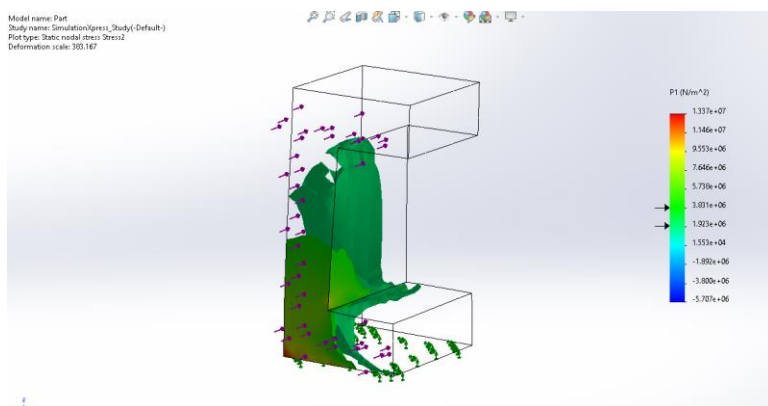 Model name: Part
Study name: SimulationXpress_Study(-Default-)
Plot type: Static nodal stress Stress2
Deformation scale: 383.167
P1 (N/m^2)
1.337e+07
1.146e+07
9.553e+06
7.646e+06
5.738e+06
3.831e+06
1.923e+06
1.553e+04
-1.892e+06
-3.800e+06
-5.707e+06